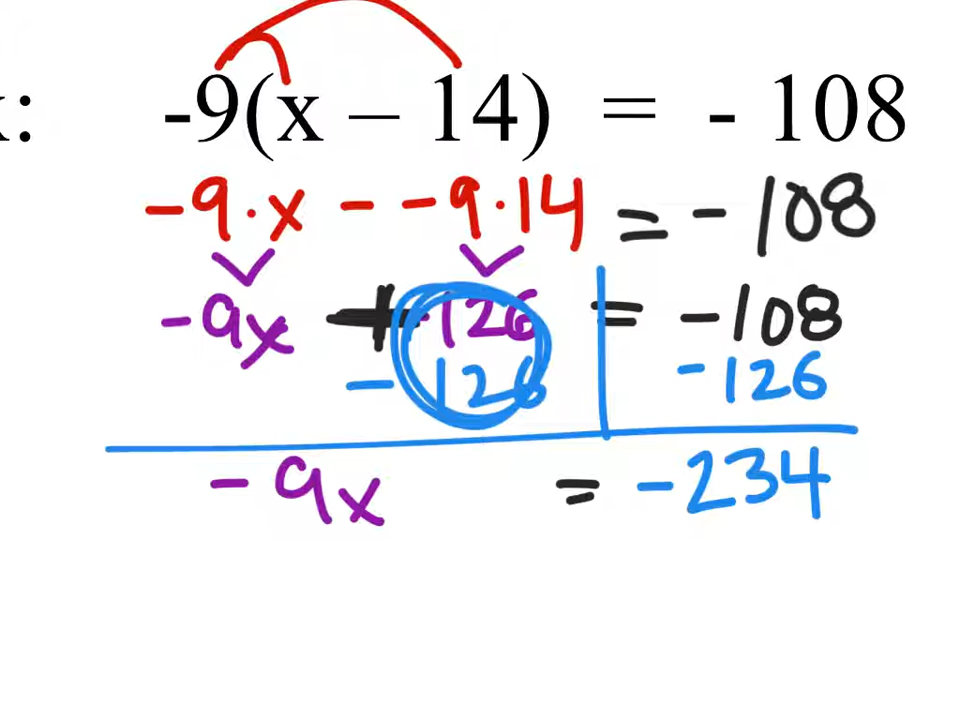 x: -9(x – 14) = - 108
-9·x - -9·14 = -108
-9x + 126 = -108
- 126 -126
-9x = -234